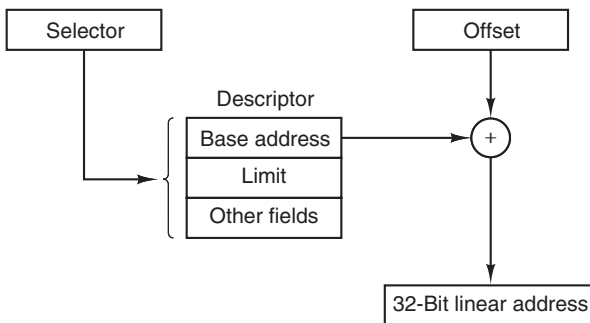 Selector
Offset
Descriptor
Base address
+
Limit
Other fields
32-Bit linear address